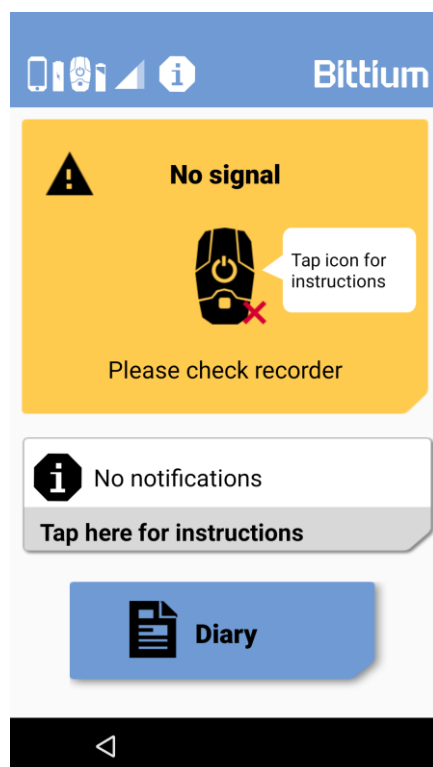 Bittium
No signal
Tap icon for
instructions
Please check recorder
No notifications
Tap here for instructions
Diary